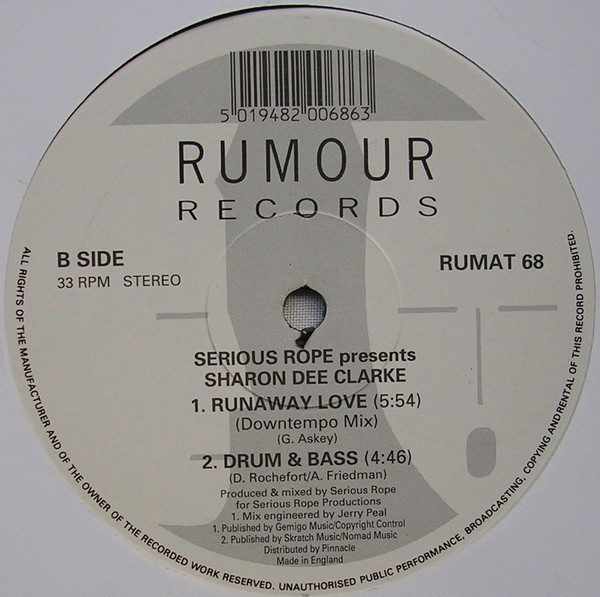 5 019482 006863
RUMOUR
RECORDS
B SIDE
33 RPM STEREO
RUMAT 68
SERIOUS ROPE presents
SHARON DEE CLARKE
1. RUNAWAY LOVE (5:54)
(Downtempo Mix)
(G. Askey)
2. DRUM & BASS (4:46)
(D. Rochefort/A. Friedman)
Produced & mixed by Serious Rope
for Serious Rope Productions
1. Mix engineered by Jerry Peal
1. Published by Gemigo Music/Copyright Control
2. Published by Skratch Music/Nomad Music
Distributed by Pinnacle
Made in England
ALL RIGHTS OF THE MANUFACTURER AND OF THE OWNER OF THE RECORDED WORK RESERVED. UNAUTHORISED PUBLIC PERFORMANCE, BROADCASTING, COPYING AND RENTAL OF THIS RECORD PROHIBITED.